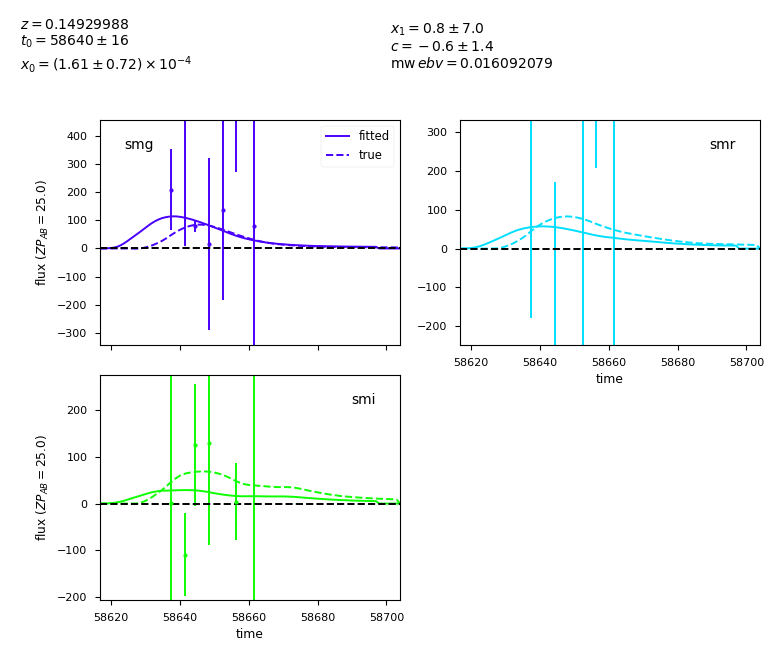 z = 0.14929988
t₀ = 58640 ± 16
x₀ = (1.61 ± 0.72) × 10⁻⁴
x₁ = 0.8 ± 7.0
c = −0.6 ± 1.4
mw ebv = 0.016092079
smg
fitted
true
400
300
200
100
0
−100
−200
−300
flux (ZP_AB = 25.0)
smr
300
200
100
0
−100
−200
58620 58640 58660 58680 58700
time
smi
200
100
0
−100
−200
flux (ZP_AB = 25.0)
58620 58640 58660 58680 58700
time